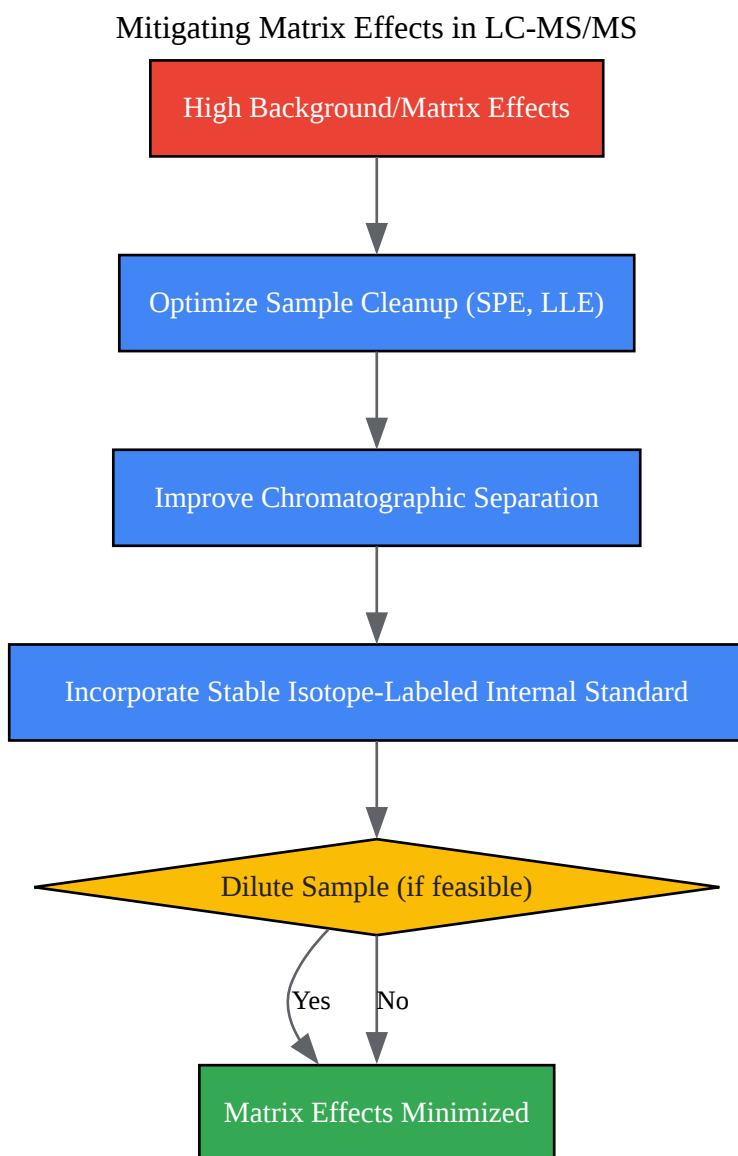 Mitigating Matrix Effects in LC-MS/MS
High Background/Matrix Effects
Optimize Sample Cleanup (SPE, LLE)
Improve Chromatographic Separation
Incorporate Stable Isotope-Labeled Internal Standard
Dilute Sample (if feasible)
Yes
No
Matrix Effects Minimized